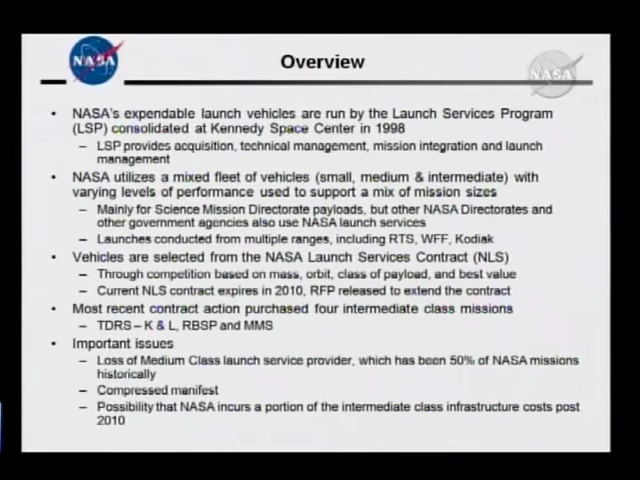 NASA
Overview
NASA
• NASA's expendable launch vehicles are run by the Launch Services Program
(LSP) consolidated at Kennedy Space Center in 1998
– LSP provides acquisition, technical management, mission integration and launch
management
• NASA utilizes a mixed fleet of vehicles (small, medium & intermediate) with
varying levels of performance used to support a mix of mission sizes
– Mainly for Science Mission Directorate payloads, but other NASA Directorates and
other government agencies also use NASA launch services
– Launches conducted from multiple ranges, including RTS, WFF, Kodiak
• Vehicles are selected from the NASA Launch Services Contract (NLS)
– Through competition based on mass, orbit, class of payload, and best value
– Current NLS contract expires in 2010, RFP released to extend the contract
• Most recent contract action purchased four intermediate class missions
– TDRS – K & L, RBSP and MMS
• Important issues
– Loss of Medium Class launch service provider, which has been 50% of NASA missions
historically
– Compressed manifest
– Possibility that NASA incurs a portion of the intermediate class infrastructure costs post
2010